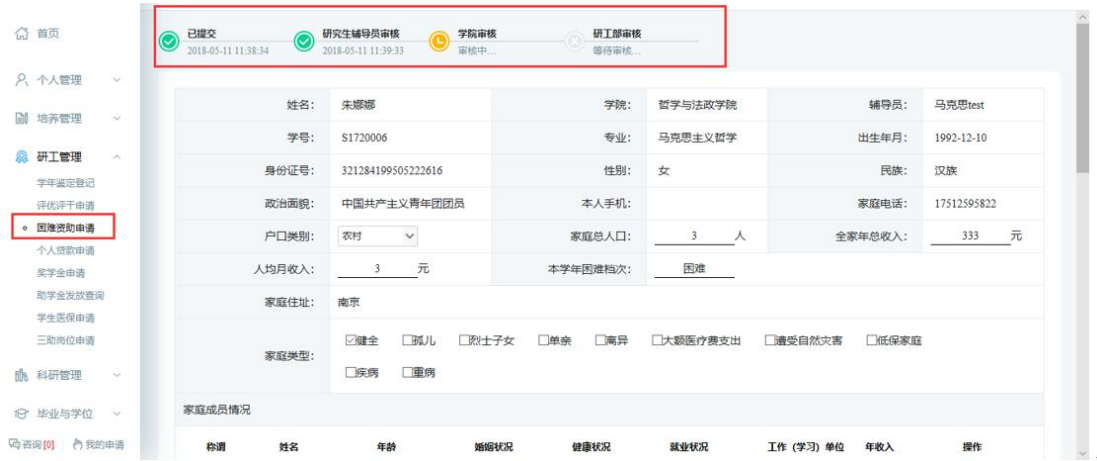 首页
个人管理
培养管理
研工管理
学年鉴定登记
评优评干申请
困难资助申请
个人贷款申请
奖学金申请
助学金发放查询
学生医保申请
三助岗位申请
科研管理
毕业与学位
咨询[0] 我的申请
已提交 研究生辅导员审核 学院审核 研工部审核
2018-05-11 11:38:34 2018-05-11 11:39:33 审核中... 等待审核...
姓名: 朱娜娜 学院: 哲学与法政学院 辅导员: 马克思test
学号: S1720006 专业: 马克思主义哲学 出生年月: 1992-12-10
身份证号: 321284199505222616 性别: 女 民族: 汉族
政治面貌: 中国共产主义青年团团员 本人手机: 家庭电话: 17512595822
户口类别: 农村 家庭总人口: 3 人 全家年总收入: 333 元
人均月收入: 3 元 本学年困难档次: 困难
家庭住址: 南京
家庭类型: 健全 孤儿 烈士子女 单亲 离异 大额医疗费支出 遭受自然灾害 低保家庭
疾病 重病
家庭成员情况
称谓 姓名 年龄 婚姻状况 健康状况 就业状况 工作（学习）单位 年收入 操作